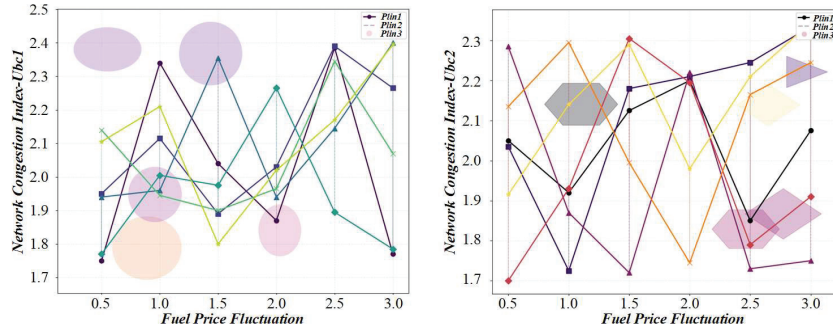 2.5
2.4
2.3
2.2
2.1
2.0
1.9
1.8
1.7
Network Congestion Index-Ubc1
0.5 1.0 1.5 2.0 2.5 3.0
Fuel Price Fluctuation
Plin1
Plin2
Plin3
2.3
2.2
2.1
2.0
1.9
1.8
1.7
Network Congestion Index-Ubc2
0.5 1.0 1.5 2.0 2.5 3.0
Fuel Price Fluctuation
Plin1
Plin2
Plin3